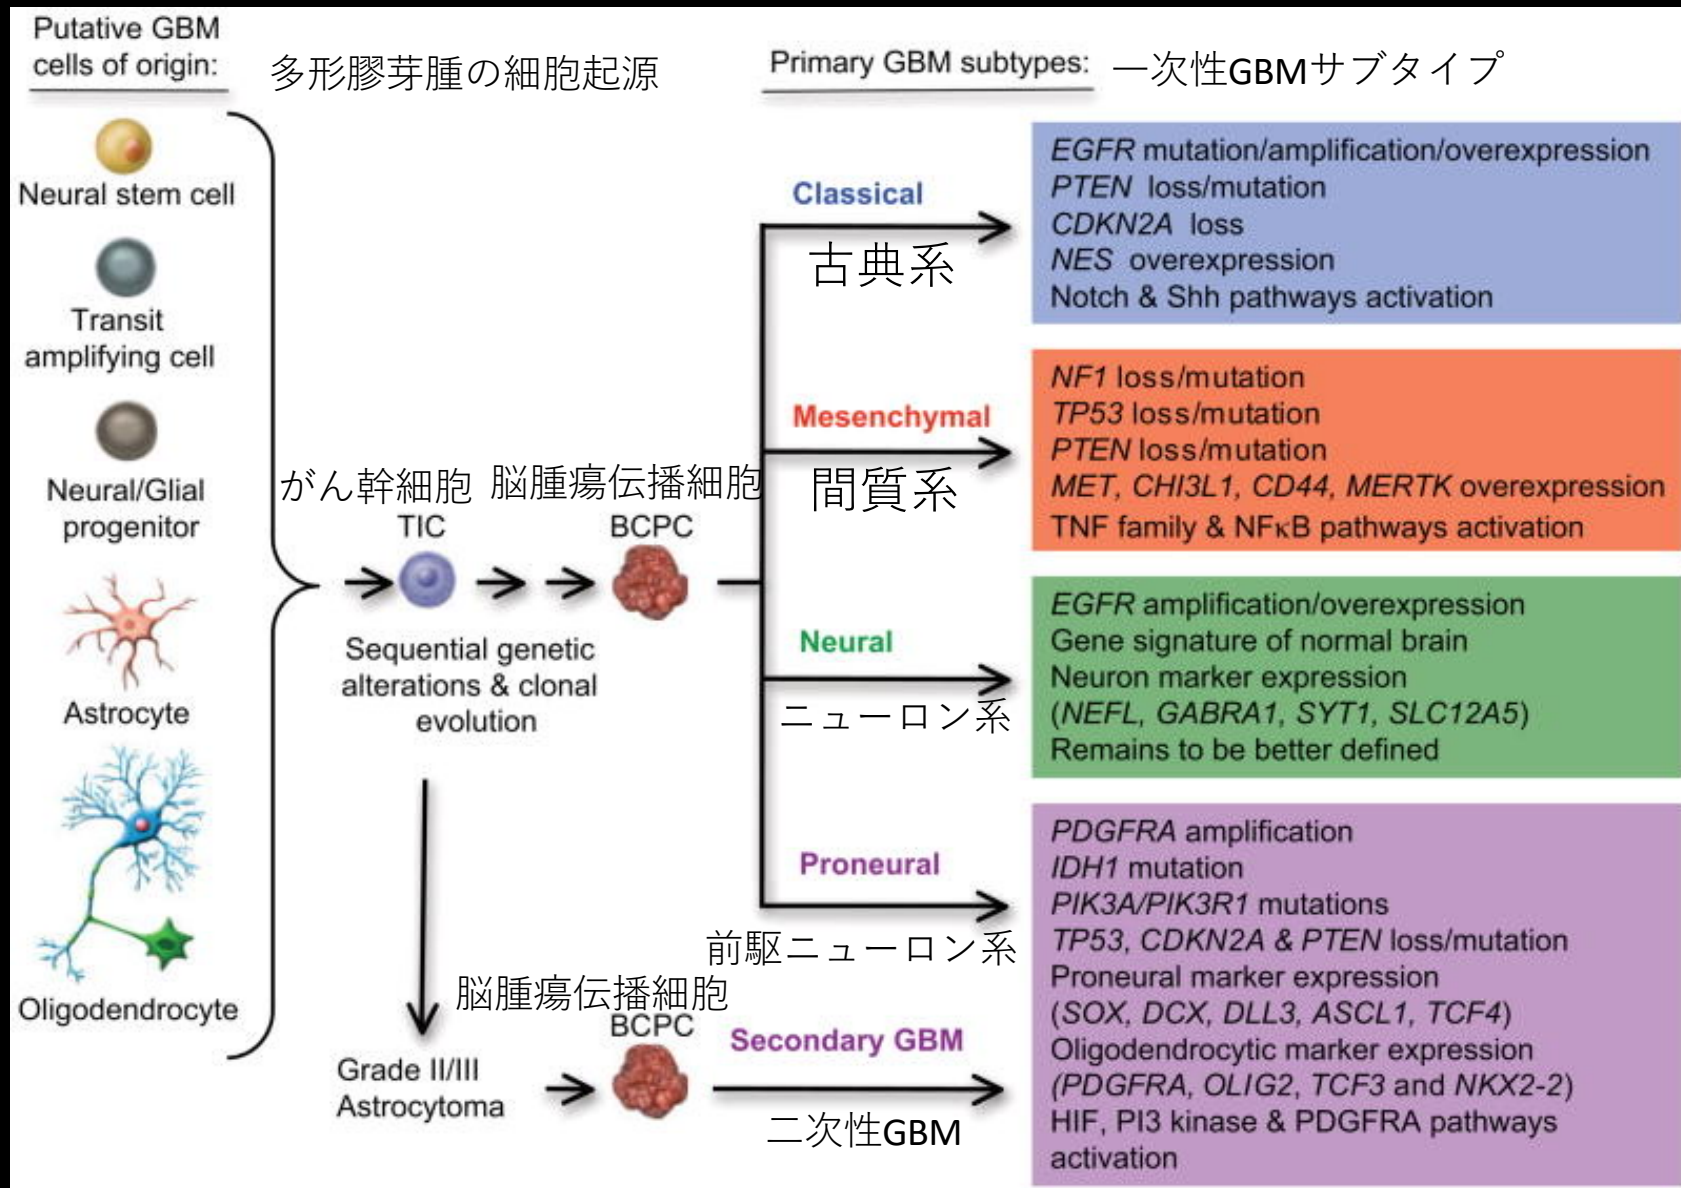 Putative GBM
cells of origin:
多形膠芽腫の細胞起源
Neural stem cell
Transit
amplifying cell
Neural/Glial
progenitor
Astrocyte
Oligodendrocyte
がん幹細胞
TIC
脳腫瘍伝播細胞
BCPC
Sequential genetic
alterations & clonal
evolution
Grade II/III
Astrocytoma
脳腫瘍伝播細胞
BCPC
Primary GBM subtypes:
一次性GBMサブタイプ
Classical
古典系
EGFR mutation/amplification/overexpression
PTEN loss/mutation
CDKN2A loss
NES overexpression
Notch & Shh pathways activation
Mesenchymal
間質系
NF1 loss/mutation
TP53 loss/mutation
PTEN loss/mutation
MET, CHI3L1, CD44, MERTK overexpression
TNF family & NFκB pathways activation
Neural
ニューロン系
EGFR amplification/overexpression
Gene signature of normal brain
Neuron marker expression
(NEFL, GABRA1, SYT1, SLC12A5)
Remains to be better defined
Proneural
前駆ニューロン系
Secondary GBM
二次性GBM
PDGFRA amplification
IDH1 mutation
PIK3A/PIK3R1 mutations
TP53, CDKN2A & PTEN loss/mutation
Proneural marker expression
(SOX, DCX, DLL3, ASCL1, TCF4)
Oligodendrocytic marker expression
(PDGFRA, OLIG2, TCF3 and NKX2-2)
HIF, PI3 kinase & PDGFRA pathways
activation